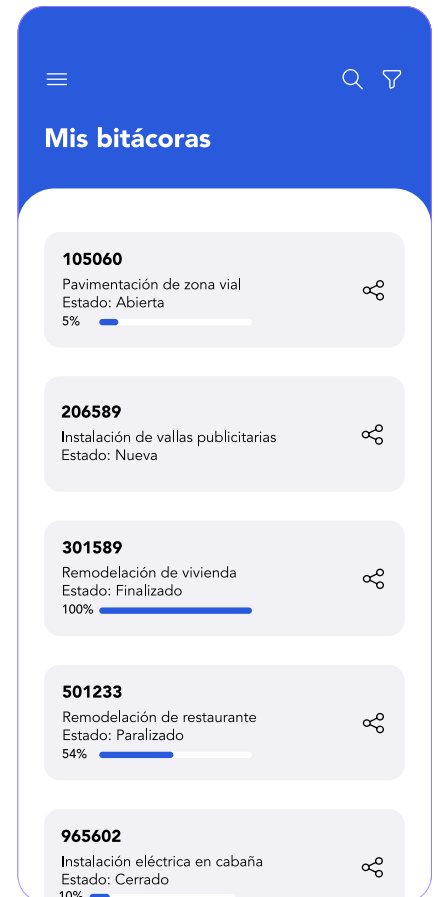 Mis bitácoras
105060
Pavimentación de zona vial
Estado: Abierta
5%
206589
Instalación de vallas publicitarias
Estado: Nueva
301589
Remodelación de vivienda
Estado: Finalizado
100%
501233
Remodelación de restaurante
Estado: Paralizado
54%
965602
Instalación eléctrica en cabaña
Estado: Cerrado
10%